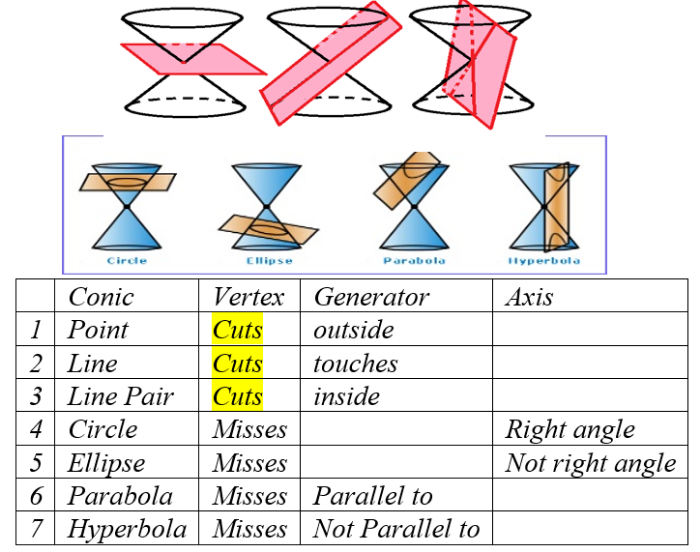 Circle Ellipse Parabola Hyperbola
Conic Vertex Generator Axis
1 Point Cuts outside
2 Line Cuts touches
3 Line Pair Cuts inside
4 Circle Misses Right angle
5 Ellipse Misses Not right angle
6 Parabola Misses Parallel to
7 Hyperbola Misses Not Parallel to